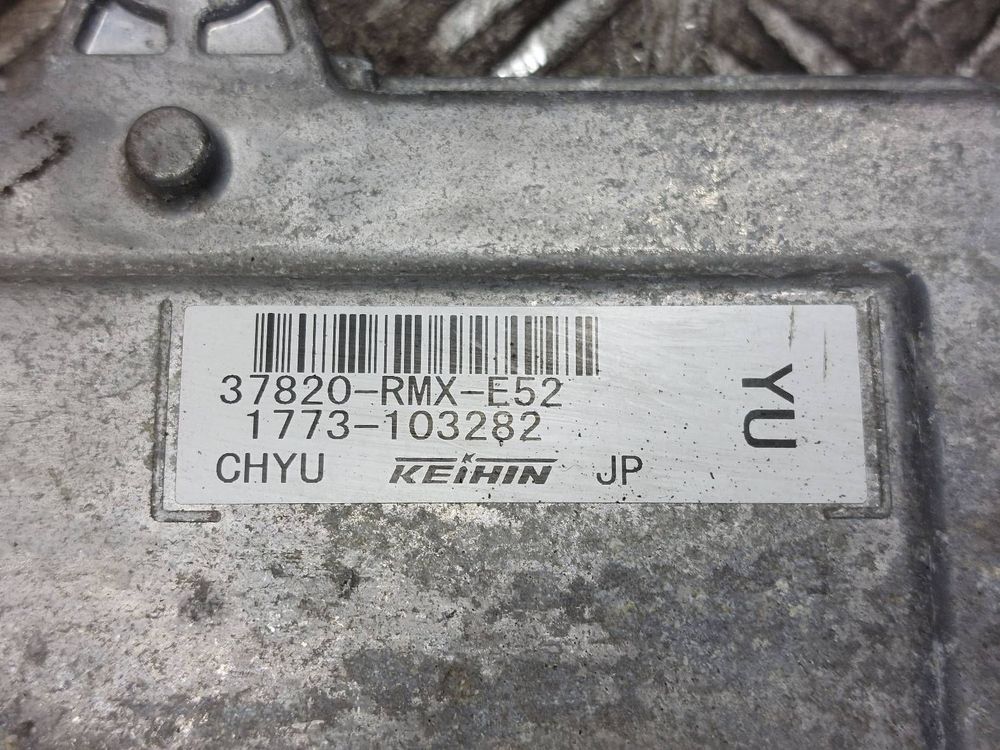 37820-RMX-E52
1773-103282
CHYU KEIHIN JP
YU